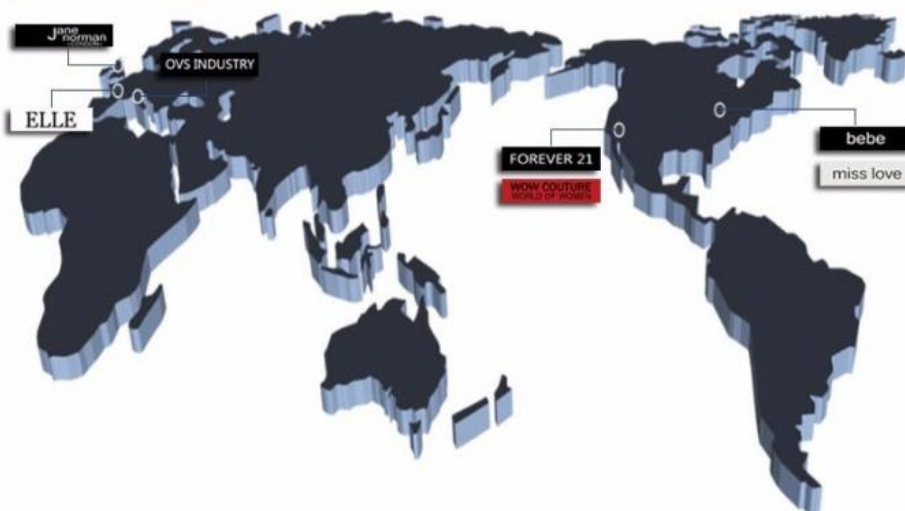 jane
norman
OVS INDUSTRY
ELLE
FOREVER 21
WOW COUTURE
WORLD OF WOMEN
bebe
miss love